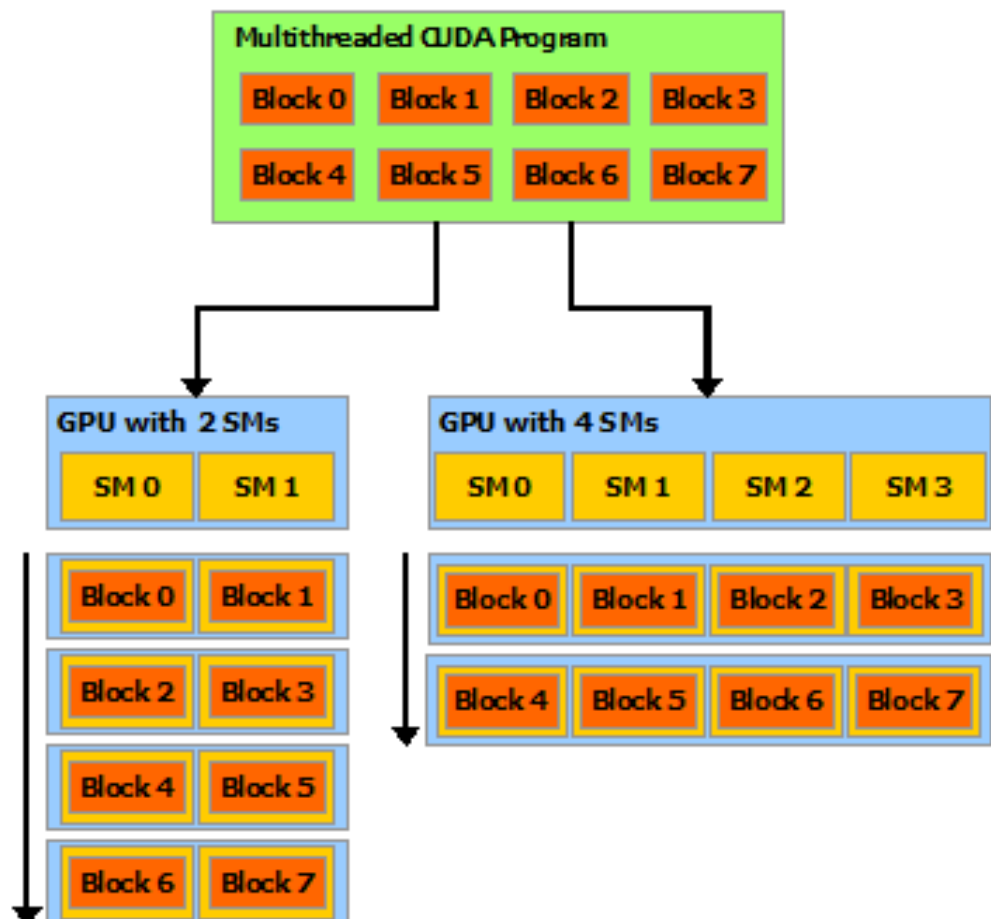 Multithreaded CUDA Program
Block 0 Block 1 Block 2 Block 3
Block 4 Block 5 Block 6 Block 7
GPU with 2 SMs
SM 0 SM 1
Block 0 Block 1
Block 2 Block 3
Block 4 Block 5
Block 6 Block 7
GPU with 4 SMs
SM 0 SM 1 SM 2 SM 3
Block 0 Block 1 Block 2 Block 3
Block 4 Block 5 Block 6 Block 7